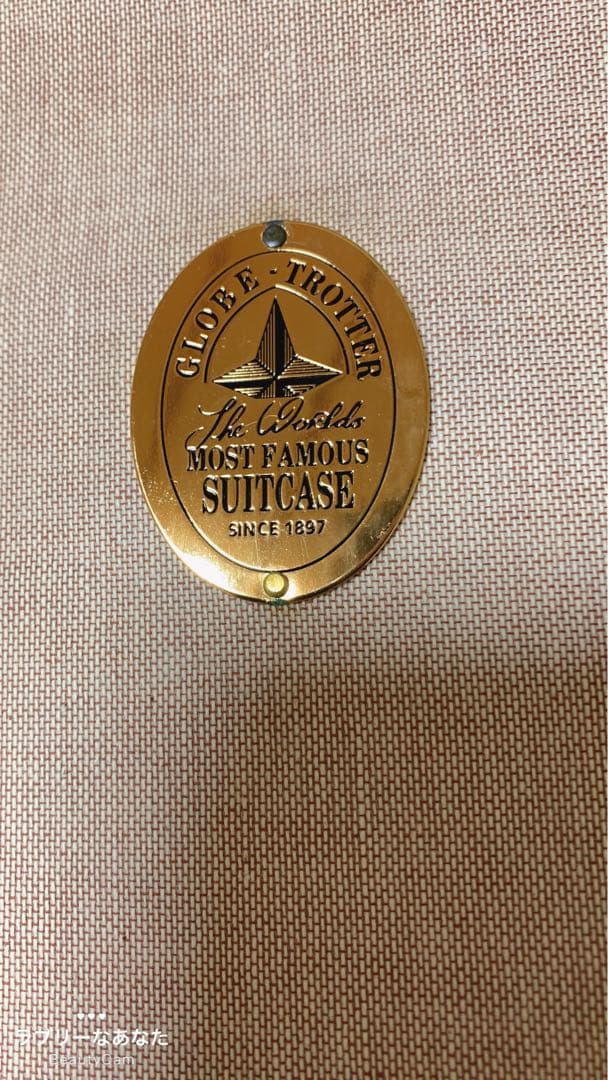 GLOBE-TROTTER
The Worlds
MOST FAMOUS
SUITCASE
SINCE 1897
ラブリーなあなた
BeautyCam